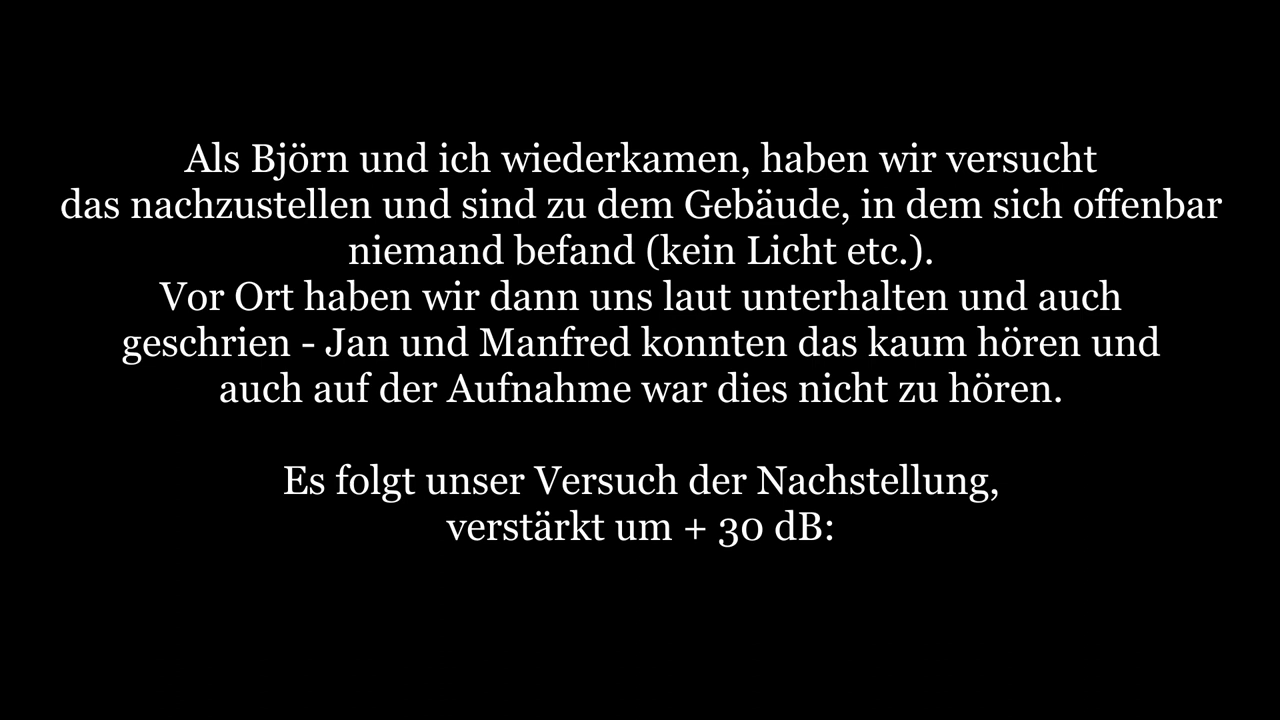 Als Björn und ich wiederkamen, haben wir versucht
das nachzustellen und sind zu dem Gebäude, in dem sich offenbar
niemand befand (kein Licht etc.).
Vor Ort haben wir dann uns laut unterhalten und auch
geschrien - Jan und Manfred konnten das kaum hören und
auch auf der Aufnahme war dies nicht zu hören.
Es folgt unser Versuch der Nachstellung,
verstärkt um + 30 dB: